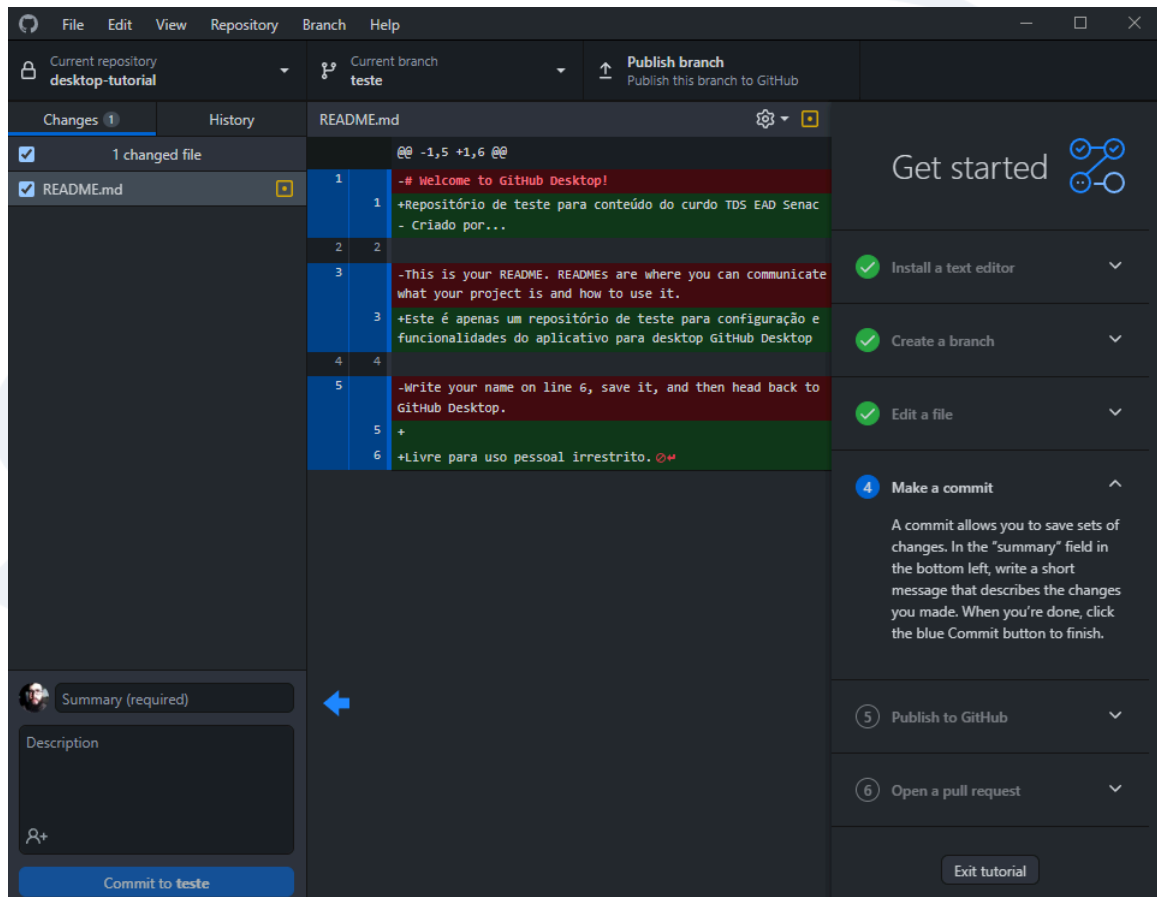 File Edit View Repository Branch Help
Current repository
desktop-tutorial
Current branch
teste
Publish branch
Publish this branch to GitHub
Changes 1 History
1 changed file
README.md
README.md
@@ -1,5 +1,6 @@
1 -# Welcome to GitHub Desktop!
1 +Repositório de teste para conteúdo do curdo TDS EAD Senac
- Criado por...
2 2
3 -This is your README. READMEs are where you can communicate
what your project is and how to use it.
3 +Este é apenas um repositório de teste para configuração e
funcionalidades do aplicativo para desktop GitHub Desktop
4 4
5 -Write your name on line 6, save it, and then head back to
GitHub Desktop.
5 +
6 +Livre para uso pessoal irrestrito.
Summary (required)
Description
Commit to teste
Get started
Install a text editor
Create a branch
Edit a file
4 Make a commit
A commit allows you to save sets of
changes. In the “summary” field in
the bottom left, write a short
message that describes the changes
you made. When you’re done, click
the blue Commit button to finish.
5 Publish to GitHub
6 Open a pull request
Exit tutorial